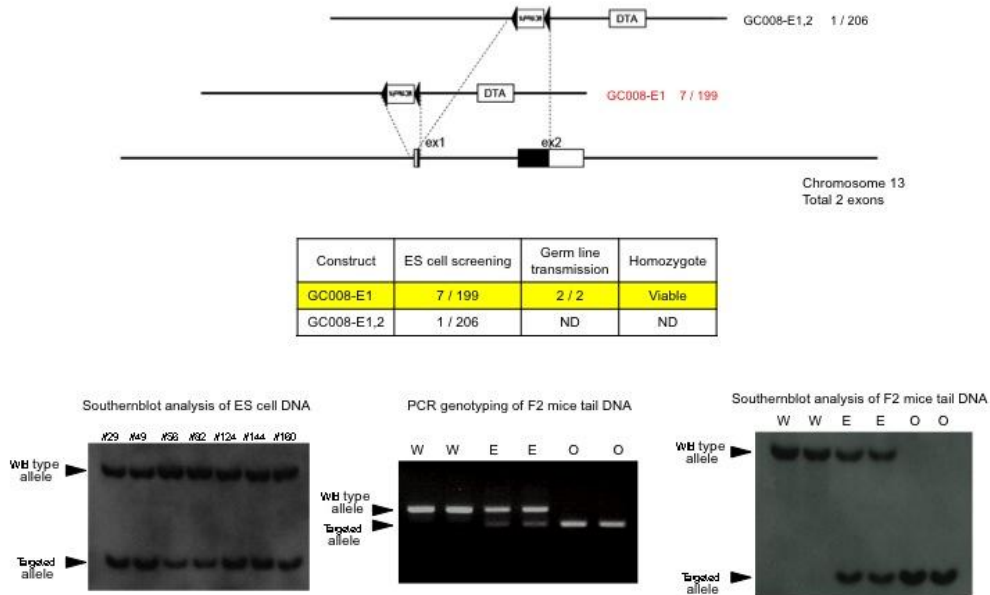 DTA
GC008-E1,2 1 / 206
DTA
GC008-E1 7 / 199
ex1
ex2
Chromosome 13
Total 2 exons
Construct
ES cell screening
Germ line
transmission
Homozygote
GC008-E1
7 / 199
2 / 2
Viable
GC008-E1,2
1 / 206
ND
ND
Southernblot analysis of ES cell DNA
#29 #49 #56 #82 #124 #144 #160
Wild type
allele
Targeted
allele
PCR genotyping of F2 mice tail DNA
W W E E O O
Wild type
allele
Targeted
allele
Southernblot analysis of F2 mice tail DNA
W W E E O O
Wild type
allele
Targeted
allele